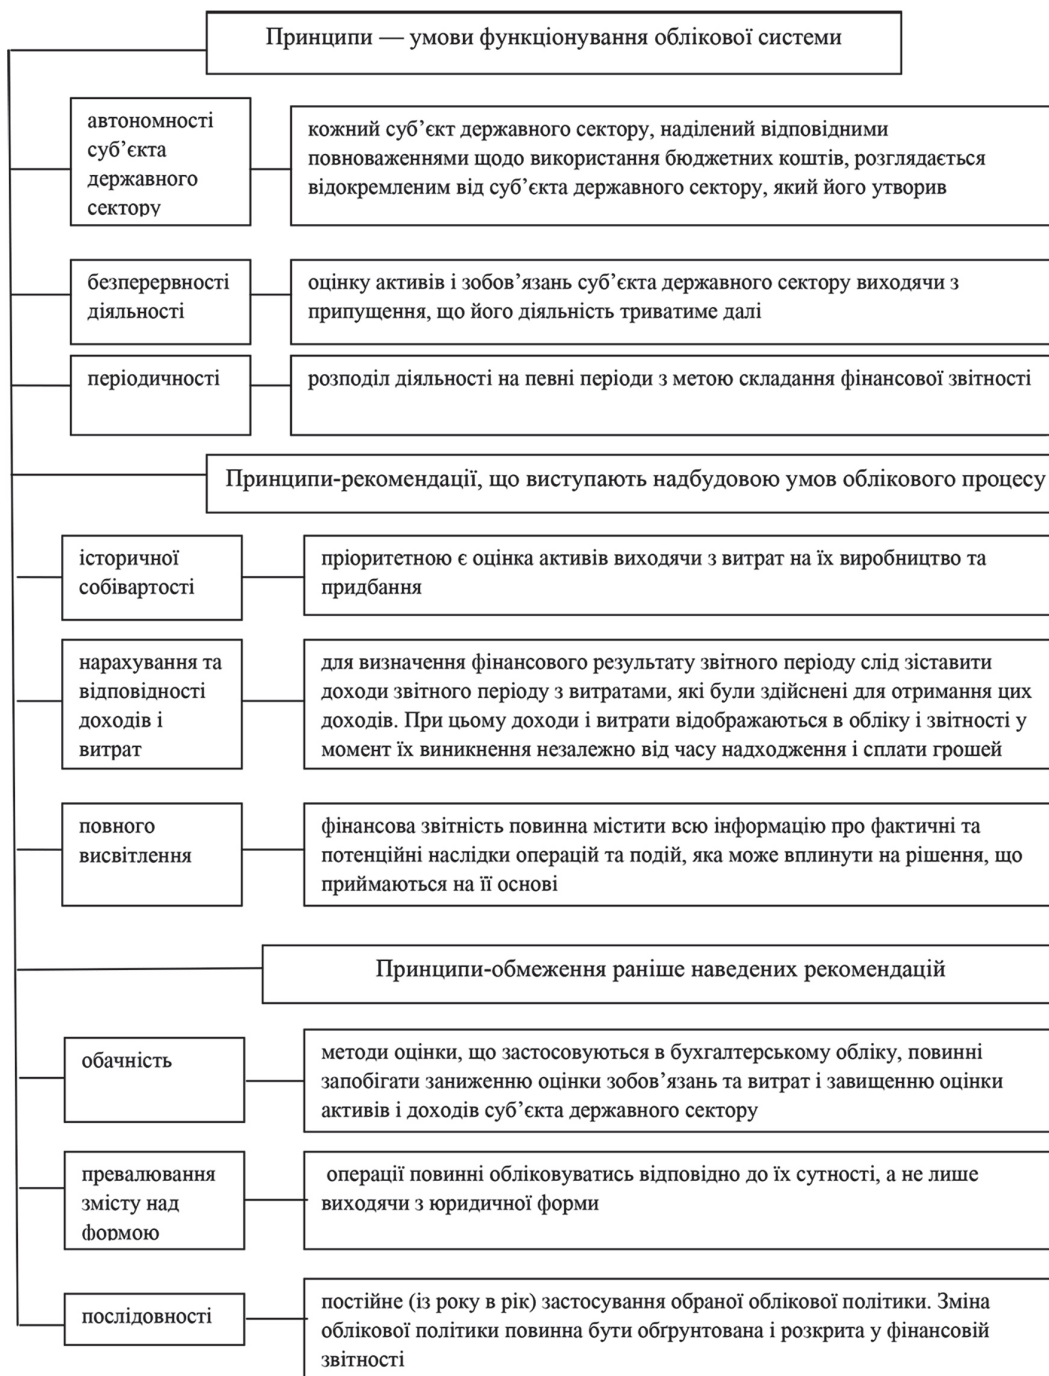 Принципи — умови функціонування облікової системи
автономності
суб’єкта
державного
сектору
кожний суб’єкт державного сектору, наділений відповідними
повноваженнями щодо використання бюджетних коштів, розглядається
відокремленим від суб’єкта державного сектору, який його утворив
безперервності
діяльності
оцінку активів і зобов’язань суб’єкта державного сектору виходячи з
припущення, що його діяльність триватиме далі
періодичності
розподіл діяльності на певні періоди з метою складання фінансової звітності
Принципи-рекомендації, що виступають надбудовою умов облікового процесу
історичної
собівартості
пріоритетною є оцінка активів виходячи з витрат на їх виробництво та
придбання
нарахування та
відповідності
доходів і
витрат
для визначення фінансового результату звітного періоду слід зіставити
доходи звітного періоду з витратами, які були здійснені для отримання цих
доходів. При цьому доходи і витрати відображаються в обліку і звітності у
момент їх виникнення незалежно від часу надходження і сплати грошей
повного
висвітлення
фінансова звітність повинна містити всю інформацію про фактичні та
потенційні наслідки операцій та подій, яка може вплинути на рішення, що
приймаються на її основі
Принципи-обмеження раніше наведених рекомендацій
обачність
методи оцінки, що застосовуються в бухгалтерському обліку, повинні
запобігати заниженню оцінки зобов’язань та витрат і завищенню оцінки
активів і доходів суб’єкта державного сектору
превалювання
змісту над
формою
операції повинні обліковуватись відповідно до їх сутності, а не лише
виходячи з юридичної форми
послідовності
постійне (із року в рік) застосування обраної облікової політики. Зміна
облікової політики повинна бути обґрунтована і розкрита у фінансовій
звітності